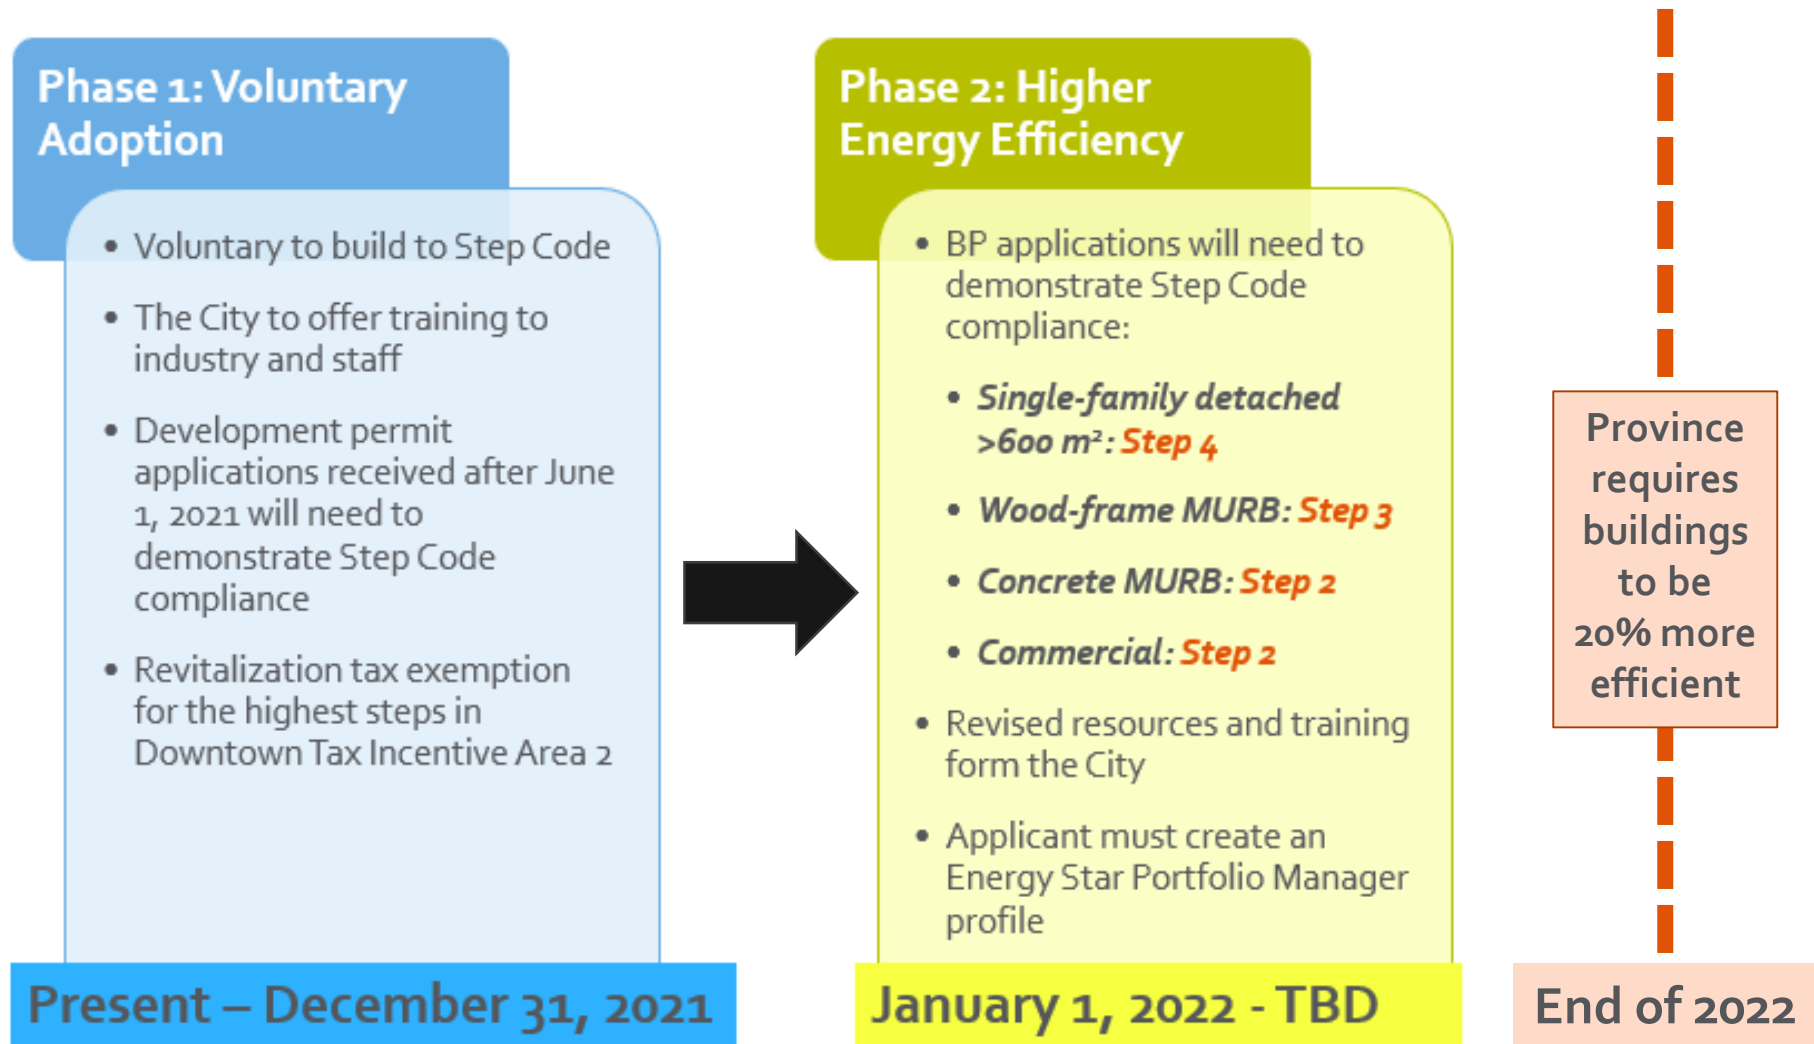 Phase 1: Voluntary
Adoption
• Voluntary to build to Step Code
• The City to offer training to
industry and staff
• Development permit
applications received after June
1, 2021 will need to
demonstrate Step Code
compliance
• Revitalization tax exemption
for the highest steps in
Downtown Tax Incentive Area 2
Present – December 31, 2021
Phase 2: Higher
Energy Efficiency
• BP applications will need to
demonstrate Step Code
compliance:
• Single-family detached
>600 m²: Step 4
• Wood-frame MURB: Step 3
• Concrete MURB: Step 2
• Commercial: Step 2
• Revised resources and training
form the City
• Applicant must create an
Energy Star Portfolio Manager
profile
January 1, 2022 - TBD
Province
requires
buildings
to be
20% more
efficient
End of 2022